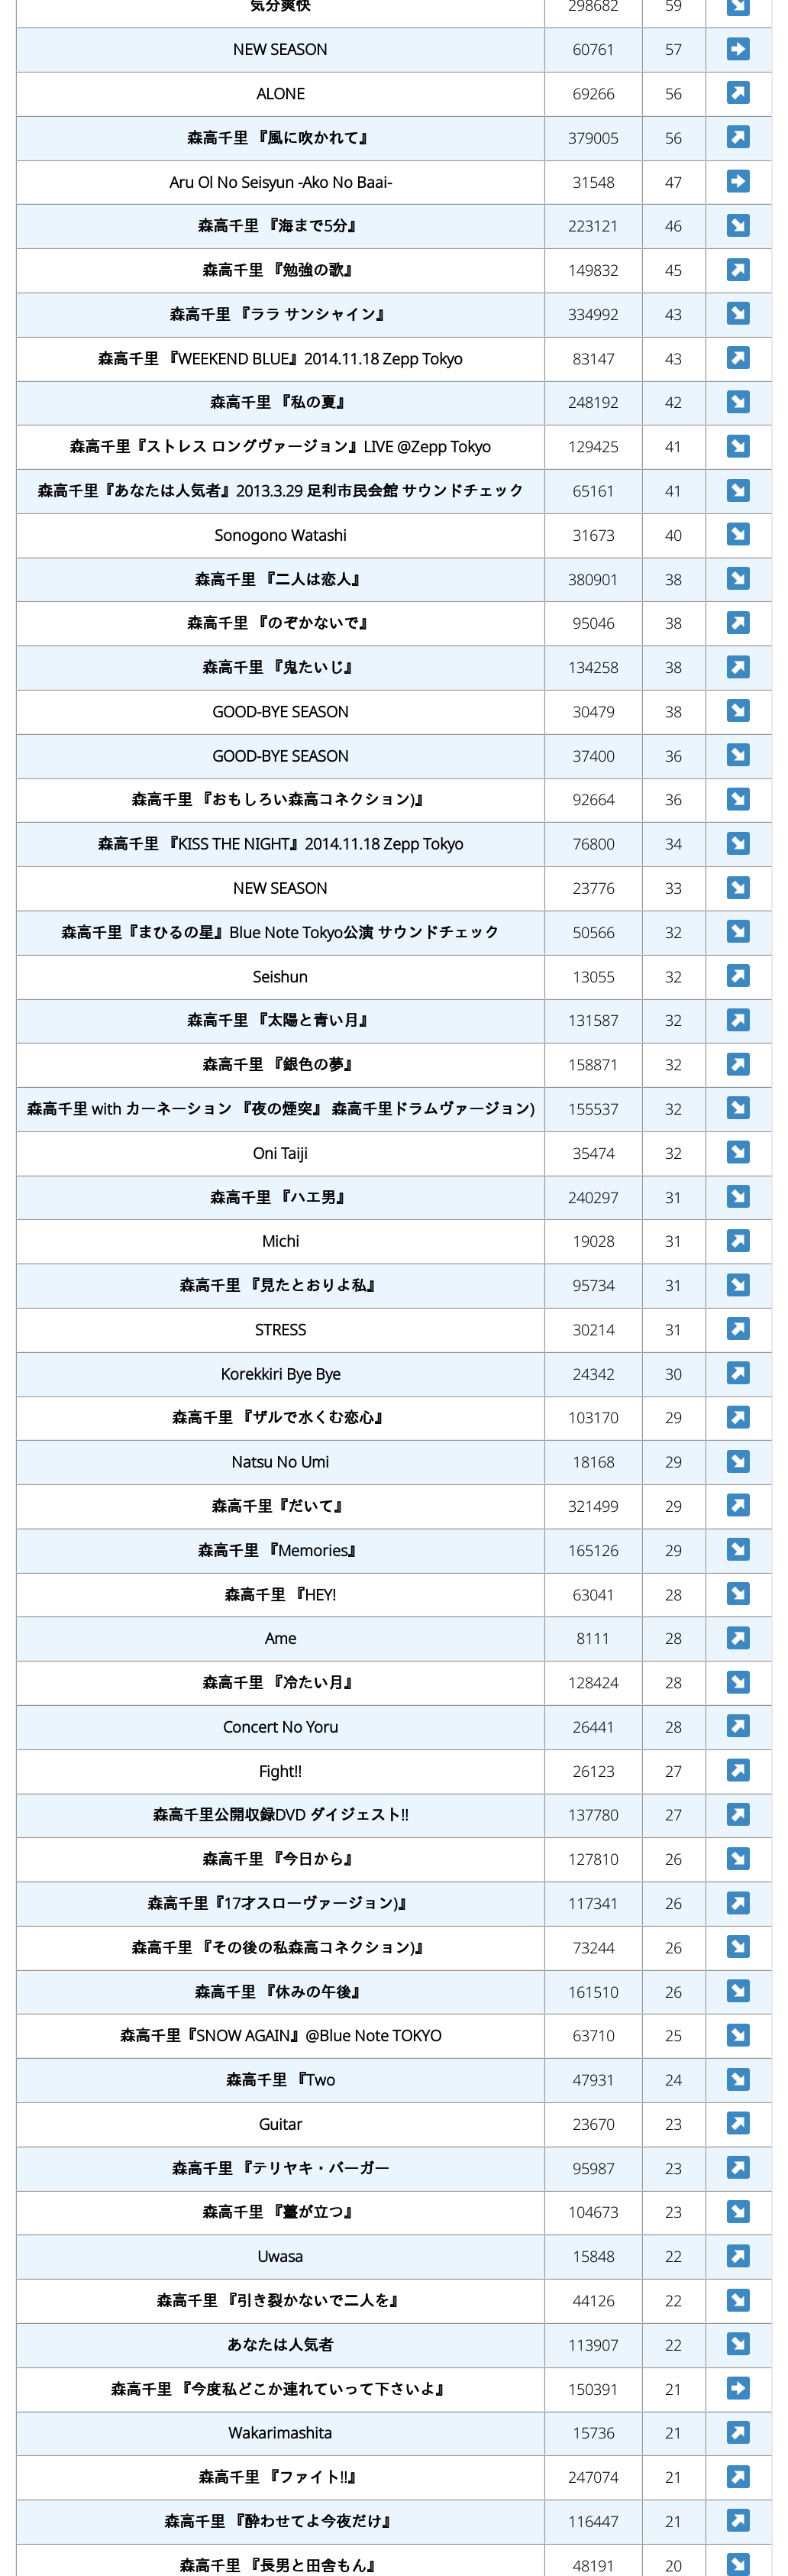 気分爽快 298682 59
NEW SEASON 60761 57
ALONE 69266 56
森高千里 『風に吹かれて』 379005 56
Aru Ol No Seisyun -Ako No Baai- 31548 47
森高千里 『海まで5分』 223121 46
森高千里 『勉強の歌』 149832 45
森高千里 『ララ サンシャイン』 334992 43
森高千里 『WEEKEND BLUE』2014.11.18 Zepp Tokyo 83147 43
森高千里 『私の夏』 248192 42
森高千里『ストレス ロングヴァージョン』LIVE @Zepp Tokyo 129425 41
森高千里『あなたは人気者』2013.3.29 足利市民会館 サウンドチェック 65161 41
Sonogono Watashi 31673 40
森高千里 『二人は恋人』 380901 38
森高千里 『のぞかないで』 95046 38
森高千里 『鬼たいじ』 134258 38
GOOD-BYE SEASON 30479 38
GOOD-BYE SEASON 37400 36
森高千里 『おもしろい森高コネクション)』 92664 36
森高千里 『KISS THE NIGHT』2014.11.18 Zepp Tokyo 76800 34
NEW SEASON 23776 33
森高千里『まひるの星』Blue Note Tokyo公演 サウンドチェック 50566 32
Seishun 13055 32
森高千里 『太陽と青い月』 131587 32
森高千里 『銀色の夢』 158871 32
森高千里 with カーネーション 『夜の煙突』 森高千里ドラムヴァージョン) 155537 32
Oni Taiji 35474 32
森高千里 『ハエ男』 240297 31
Michi 19028 31
森高千里 『見たとおりよ私』 95734 31
STRESS 30214 31
Korekkiri Bye Bye 24342 30
森高千里 『ザルで水くむ恋心』 103170 29
Natsu No Umi 18168 29
森高千里『だいて』 321499 29
森高千里 『Memories』 165126 29
森高千里 『HEY! 63041 28
Ame 8111 28
森高千里 『冷たい月』 128424 28
Concert No Yoru 26441 28
Fight!! 26123 27
森高千里公開収録DVD ダイジェスト!! 137780 27
森高千里 『今日から』 127810 26
森高千里『17才スローヴァージョン)』 117341 26
森高千里 『その後の私森高コネクション)』 73244 26
森高千里 『休みの午後』 161510 26
森高千里『SNOW AGAIN』@Blue Note TOKYO 63710 25
森高千里 『Two 47931 24
Guitar 23670 23
森高千里 『テリヤキ・バーガー 95987 23
森高千里 『薹が立つ』 104673 23
Uwasa 15848 22
森高千里 『引き裂かないで二人を』 44126 22
あなたは人気者 113907 22
森高千里 『今度私どこか連れていって下さいよ』 150391 21
Wakarimashita 15736 21
森高千里 『ファイト!!』 247074 21
森高千里 『酔わせてよ今夜だけ』 116447 21
森高千里 『長男と田舎もん』 48191 20